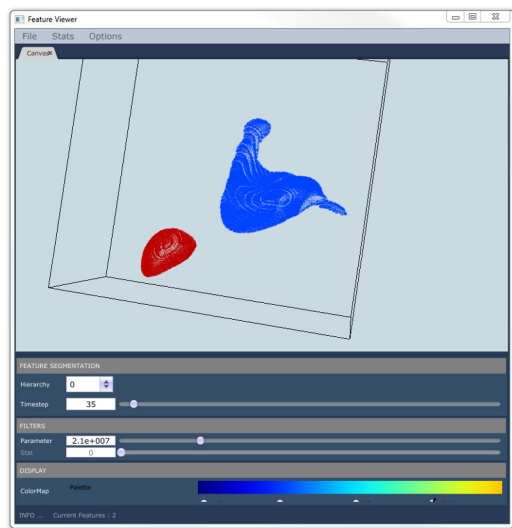 Feature Viewer
File Stats Options
Canvas
FEATURE SEGMENTATION
Hierarchy 0
Timestep 35
FILTERS
Parameter 2.1e+007
Stat 0
DISPLAY
ColorMap Palette
INFO ... Current Features : 2